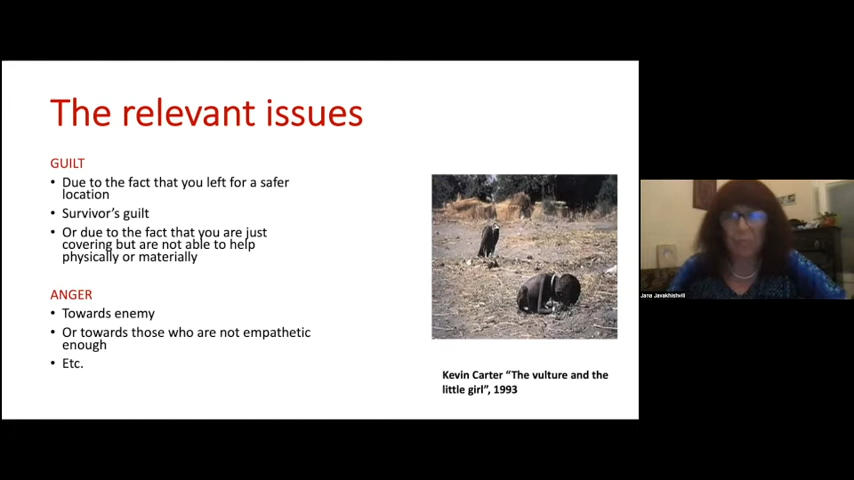 The relevant issues
GUILT
• Due to the fact that you left for a safer
location
• Survivor's guilt
• Or due to the fact that you are just
covering but are not able to help
physically or materially
ANGER
• Towards enemy
• Or towards those who are not empathetic
enough
• Etc.
Kevin Carter “The vulture and the
little girl”, 1993
Jana Javakhishvili